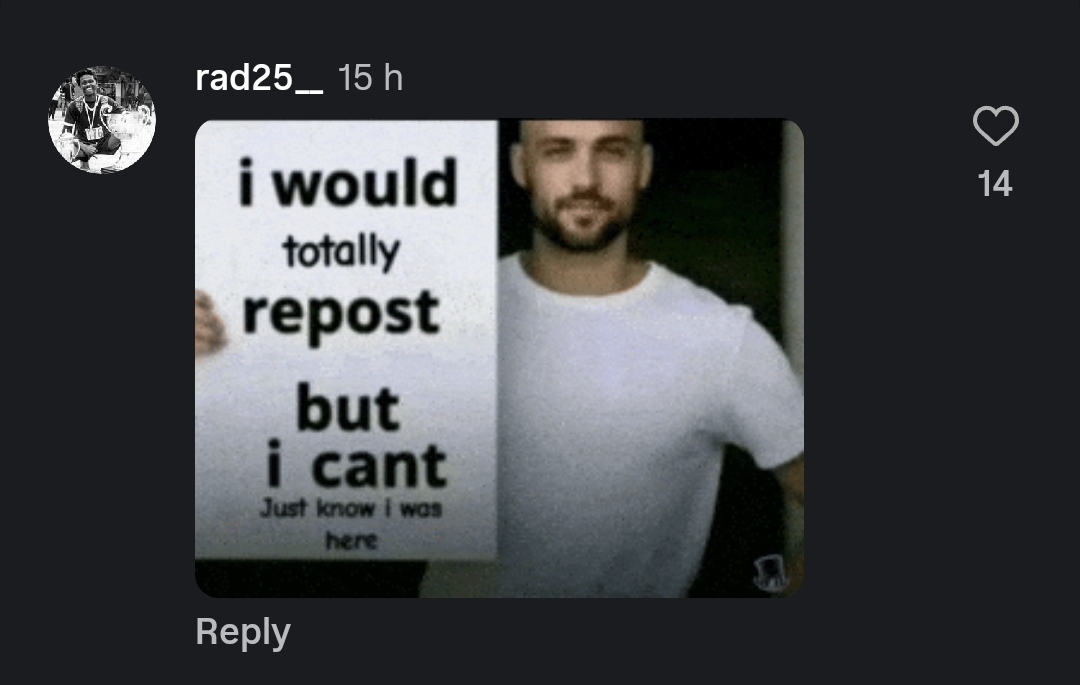 rad25__ 15 h
i would
totally
repost
but
i cant
Just know i was
here
14
Reply